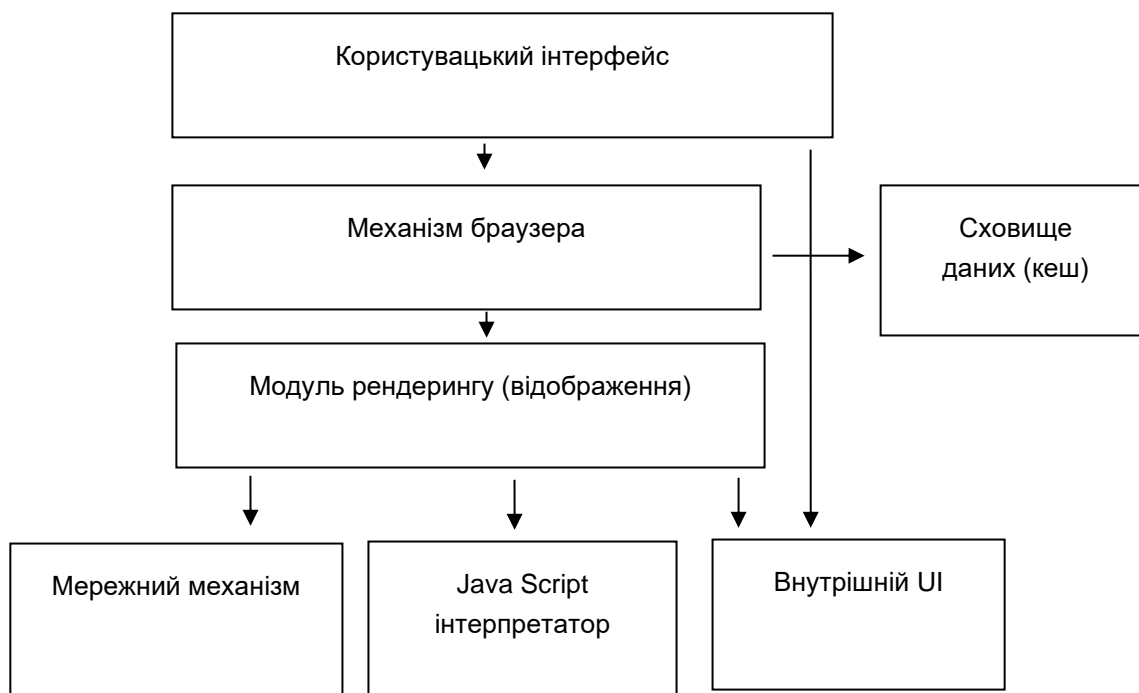 Користувацький інтерфейс
Механізм браузера
Сховище
даних (кеш)
Модуль рендерингу (відображення)
Мережний механізм
Java Script
інтерпретатор
Внутрішній UI